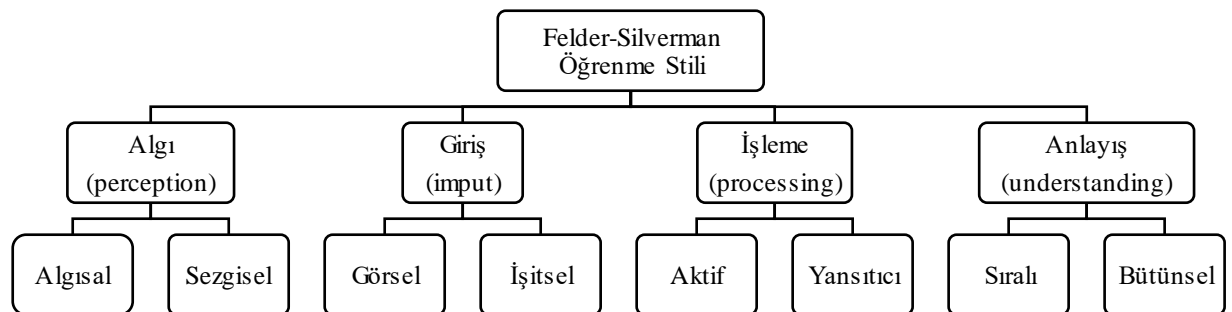 Felder-Silverman
Öğrenme Stili
Algı
(perception)
Giriş
(imput)
İşleme
(processing)
Anlayış
(understanding)
Algısal
Sezgisel
Görsel
İşitsel
Aktif
Yansıtıcı
Sıralı
Bütünsel